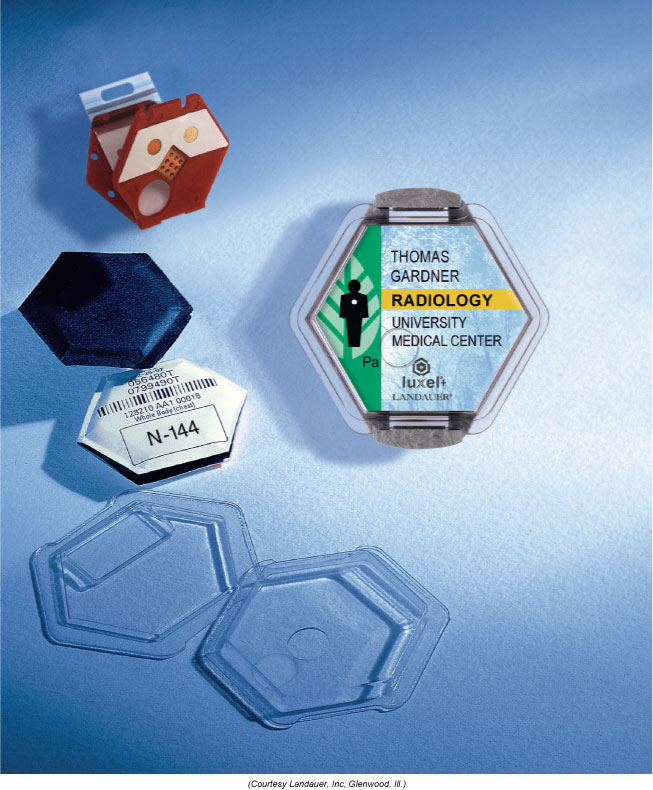 THOMAS
GARDNER
RADIOLOGY
UNIVERSITY
MEDICAL CENTER
Pa
luxel+
LANDAUER®
056480T
0799490T
128210 AA1 00018
Whole Body (chest)
N-144
(Courtesy Landauer, Inc, Glenwood, Ill.)